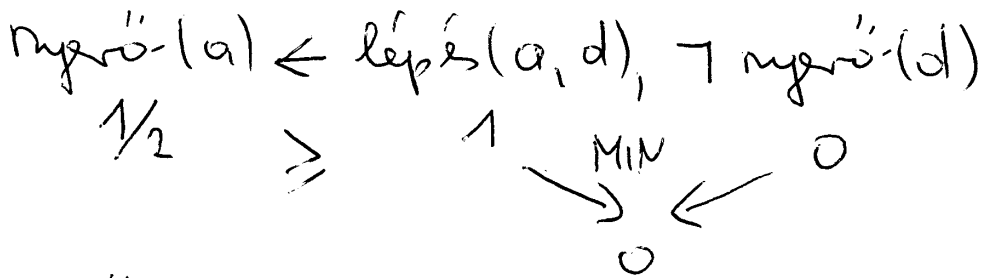 nyerő(a) ← lépés(a, d), ¬ nyerő(d)
1/2 ≥ 1 MIN 0
0